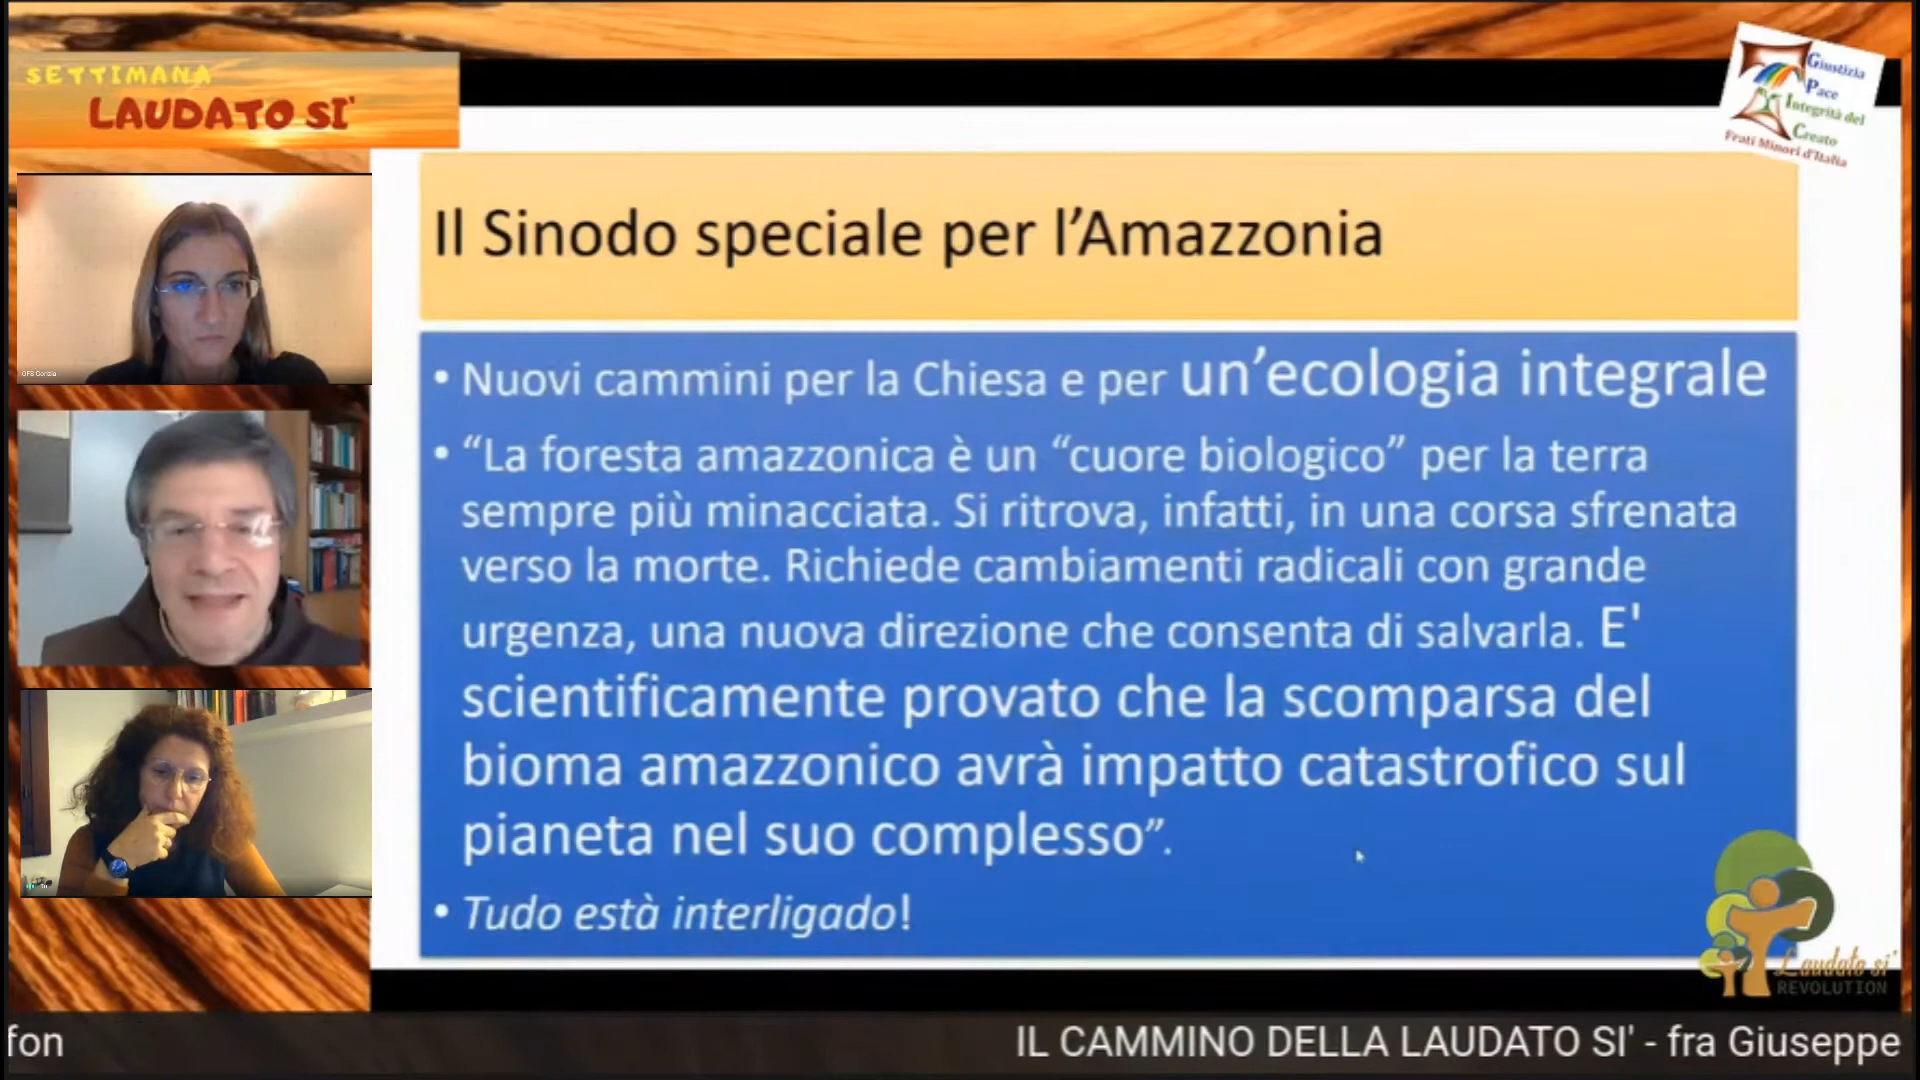 SETTIMANA
LAUDATO SI'
Giustizia
Pace
Integrità del
Creato
Frati Minori d'Italia
Il Sinodo speciale per l'Amazzonia
• Nuovi cammini per la Chiesa e per un'ecologia integrale
• “La foresta amazzonica è un “cuore biologico” per la terra
sempre più minacciata. Si ritrova, infatti, in una corsa sfrenata
verso la morte. Richiede cambiamenti radicali con grande
urgenza, una nuova direzione che consenta di salvarla. E'
scientificamente provato che la scomparsa del
bioma amazzonico avrà impatto catastrofico sul
pianeta nel suo complesso”.
• Tudo està interligado!
OFS Gorizia
Tu
Laudato si'
REVOLUTION
fon
IL CAMMINO DELLA LAUDATO SI' - fra Giuseppe